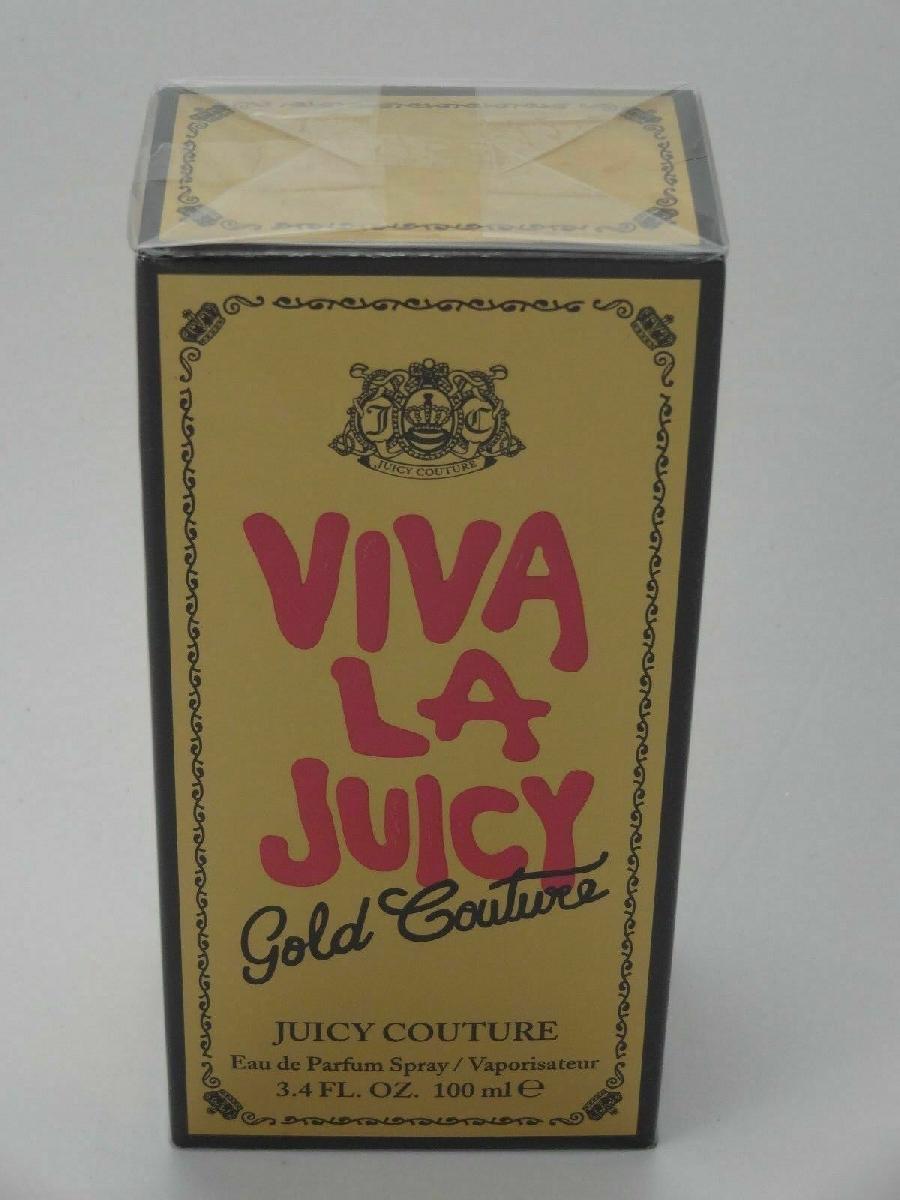 J C
JUICY COUTURE
VIVA
LA
JUICY
Gold Couture
JUICY COUTURE
Eau de Parfum Spray / Vaporisateur
3.4 FL. OZ. 100 ml ℮